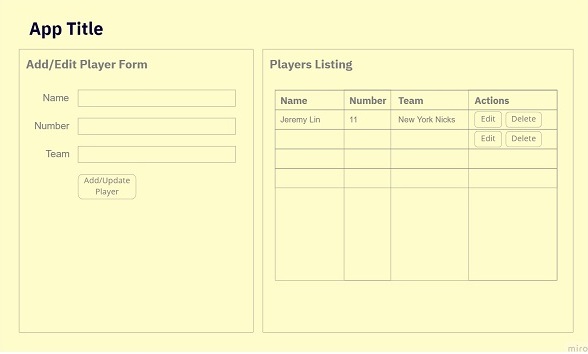 App Title
Add/Edit Player Form
Name
Number
Team
Add/Update
Player
Players Listing
Name Number Team Actions
Jeremy Lin 11 New York Nicks Edit Delete
Edit Delete
miro